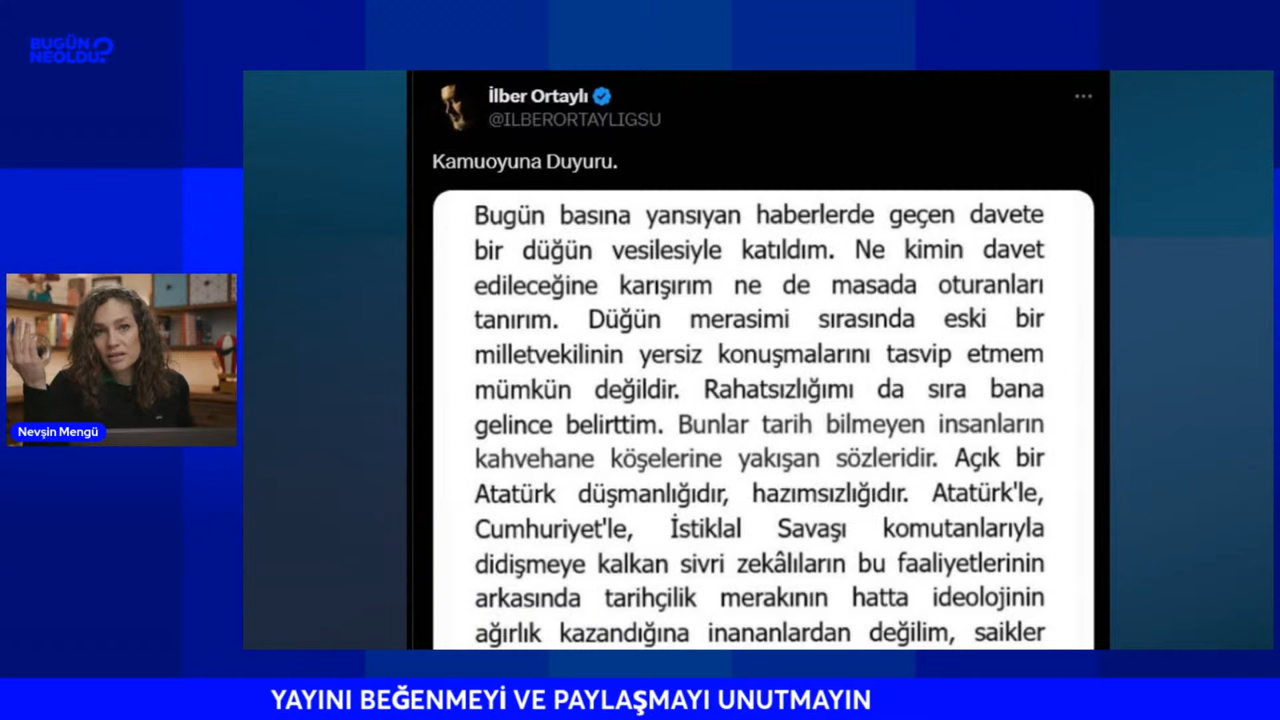 BUGÜN
NEOLDU?
İlber Ortaylı
@ILBERORTAYLIGSU
Kamuoyuna Duyuru.
Bugün basına yansıyan haberlerde geçen davete
bir düğün vesilesiyle katıldım. Ne kimin davet
edileceğine karışırım ne de masada oturanları
tanırım. Düğün merasimi sırasında eski bir
milletvekilinin yersiz konuşmalarını tasvip etmem
mümkün değildir. Rahatsızlığımı da sıra bana
gelince belirttim. Bunlar tarih bilmeyen insanların
kahvehane köşelerine yakışan sözleridir. Açık bir
Atatürk düşmanlığıdır, hazımsızlığıdır. Atatürk'le,
Cumhuriyet'le, İstiklal Savaşı komutanlarıyla
didişmeye kalkan sivri zekâlıların bu faaliyetlerinin
arkasında tarihçilik merakının hatta ideolojinin
ağırlık kazandığına inananlardan değilim, saikler
Nevşin Mengü
YAYINI BEĞENMEYİ VE PAYLAŞMAYI UNUTMAYIN